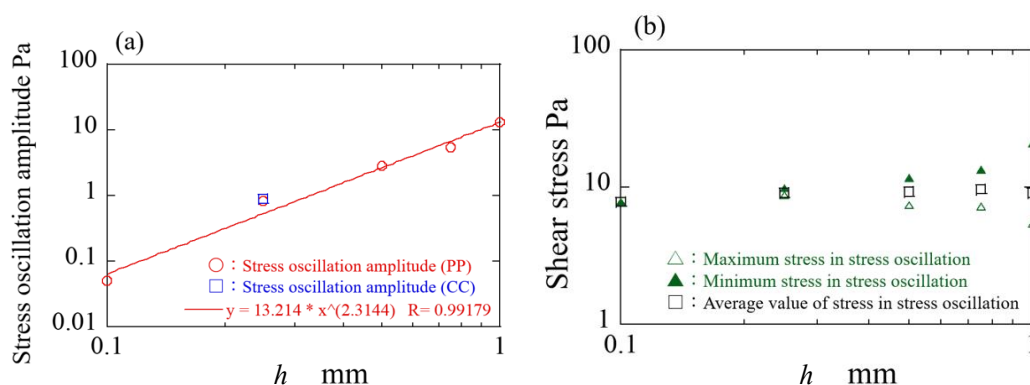 (a)
Stress oscillation amplitude Pa
100
10
1
0.1
0.01
○ : Stress oscillation amplitude (PP)
□ : Stress oscillation amplitude (CC)
y = 13.214 * x^(2.3144) R= 0.99179
0.1
1
h mm
(b)
Shear stress Pa
100
10
1
△ : Maximum stress in stress oscillation
▲ : Minimum stress in stress oscillation
□ : Average value of stress in stress oscillation
0.1
1
h mm